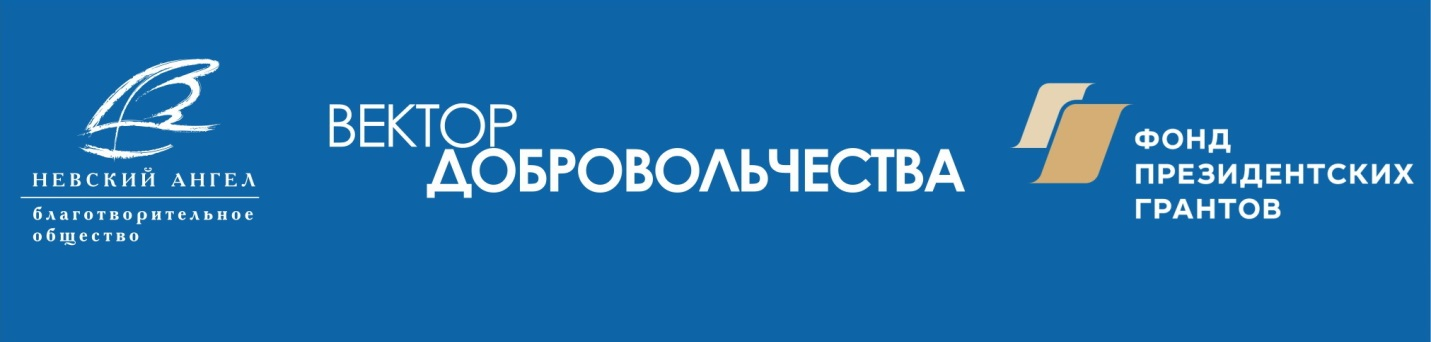 НЕВСКИЙ АНГЕЛ
благотворительное
общество
ВЕКТОР
ДОБРОВОЛЬЧЕСТВА
ФОНД
ПРЕЗИДЕНТСКИХ
ГРАНТОВ